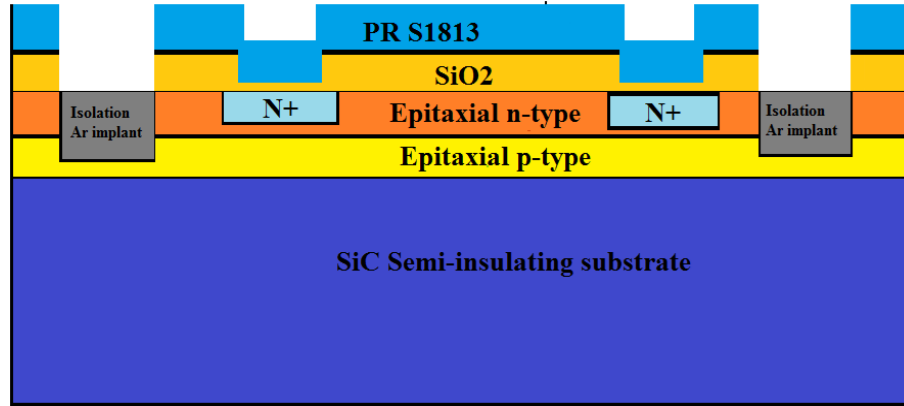 PR S1813
SiO2
Isolation
Ar implant
N+
Epitaxial n-type
N+
Isolation
Ar implant
Epitaxial p-type
SiC Semi-insulating substrate